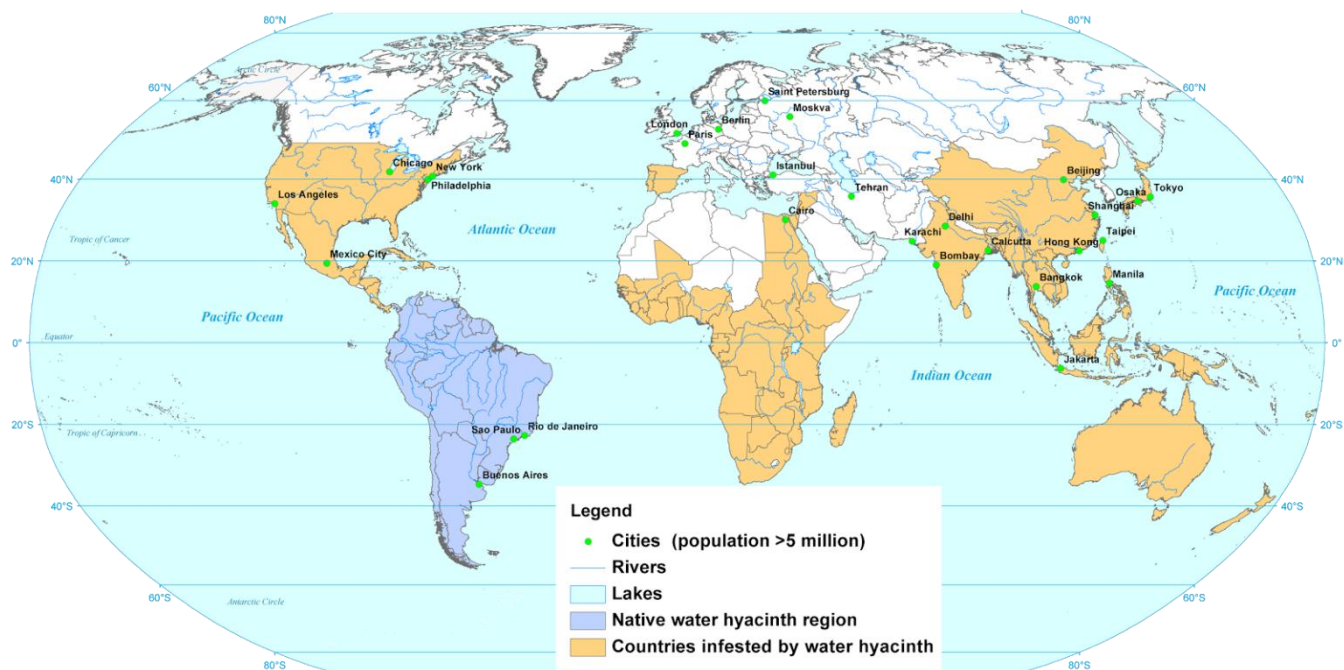 80°N
80°N
Arctic Circle
60°N
60°N
Saint Petersburg
Moskva
London
Berlin
Paris
Chicago
New York
Istanbul
Beijing
40°N
Philadelphia
Tehran
Osaka
Tokyo
40°N
Los Angeles
Shanghai
Cairo
Delhi
Atlantic Ocean
Karachi
Taipei
Tropic of Cancer
Calcutta
Hong Kong
Mexico City
Bombay
20°N
20°N
Bangkok
Manila
Pacific Ocean
Pacific Ocean
Equator
0°
0°
Jakarta
Indian Ocean
20°S
Sao Paulo
Rio de Janeiro
20°S
Tropic of Capricorn
Buenos Aires
40°S
40°S
Legend
Cities (population >5 million)
Rivers
Lakes
60°S
Antarctic Circle
60°S
Native water hyacinth region
Countries infested by water hyacinth
80°S
80°S